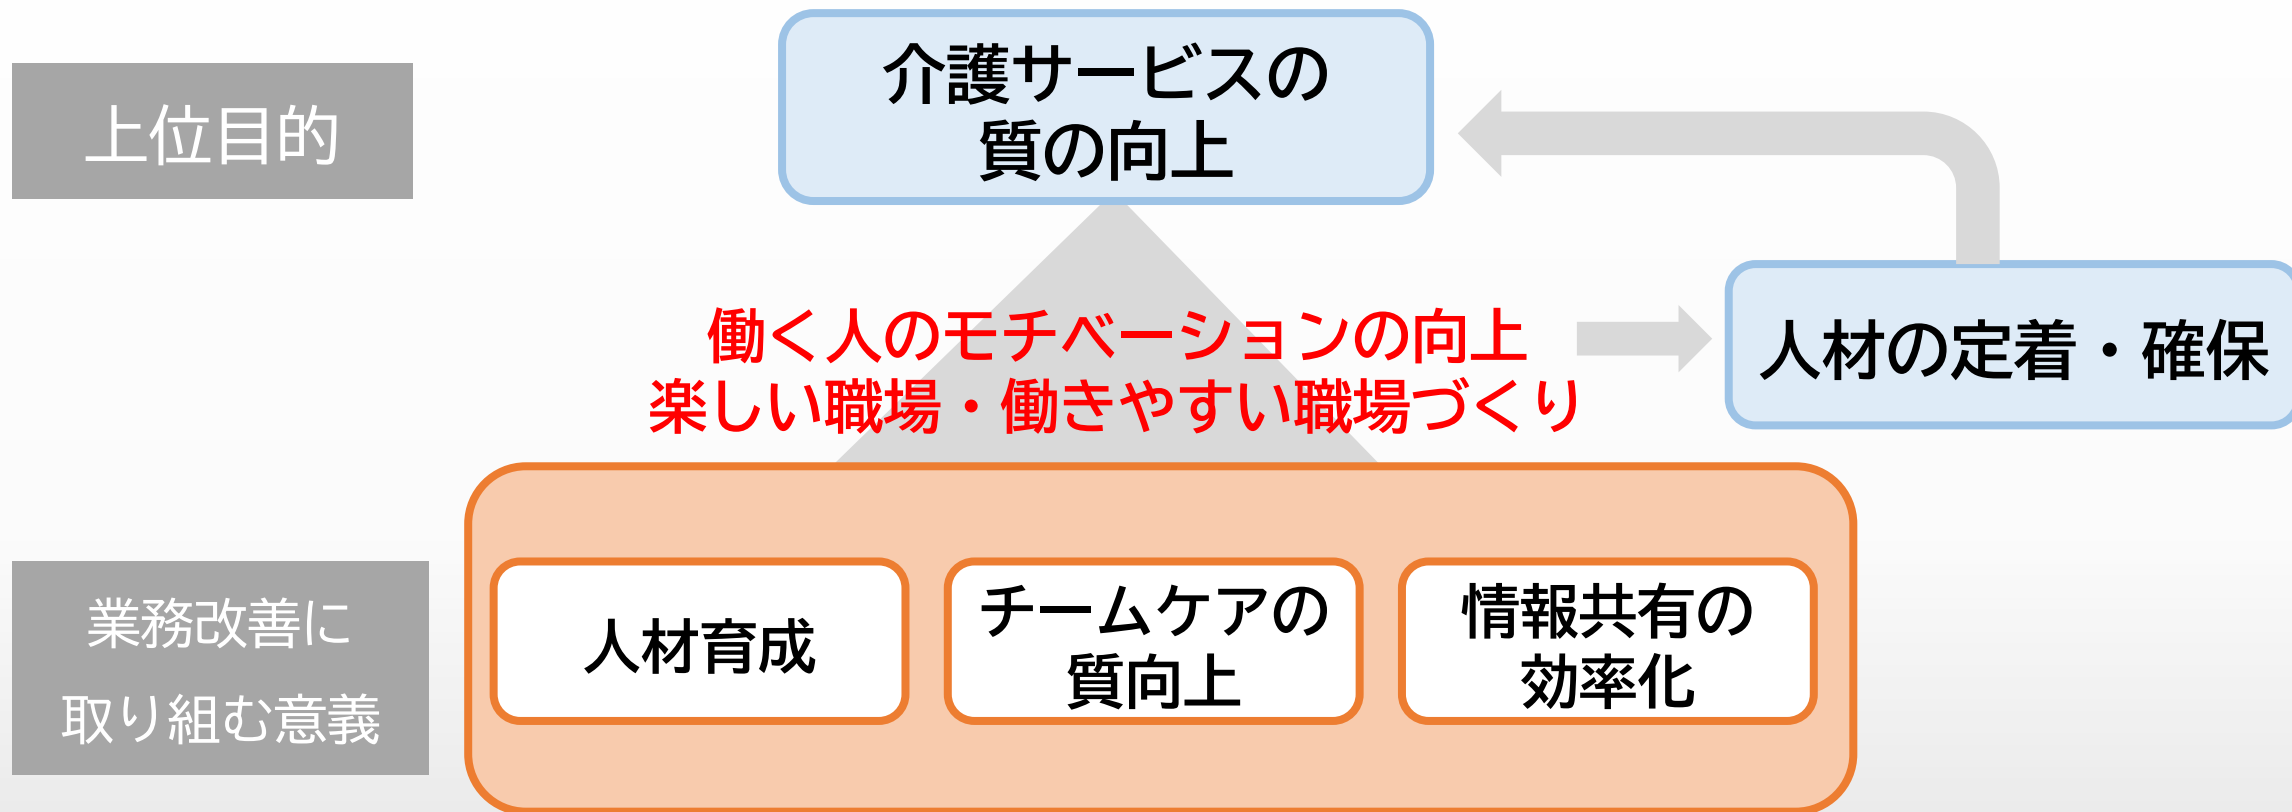 上位目的
介護サービスの
質の向上
働く人のモチベーションの向上
楽しい職場・働きやすい職場づくり
人材の定着・確保
業務改善に
取り組む意義
人材育成
チームケアの
質向上
情報共有の
効率化